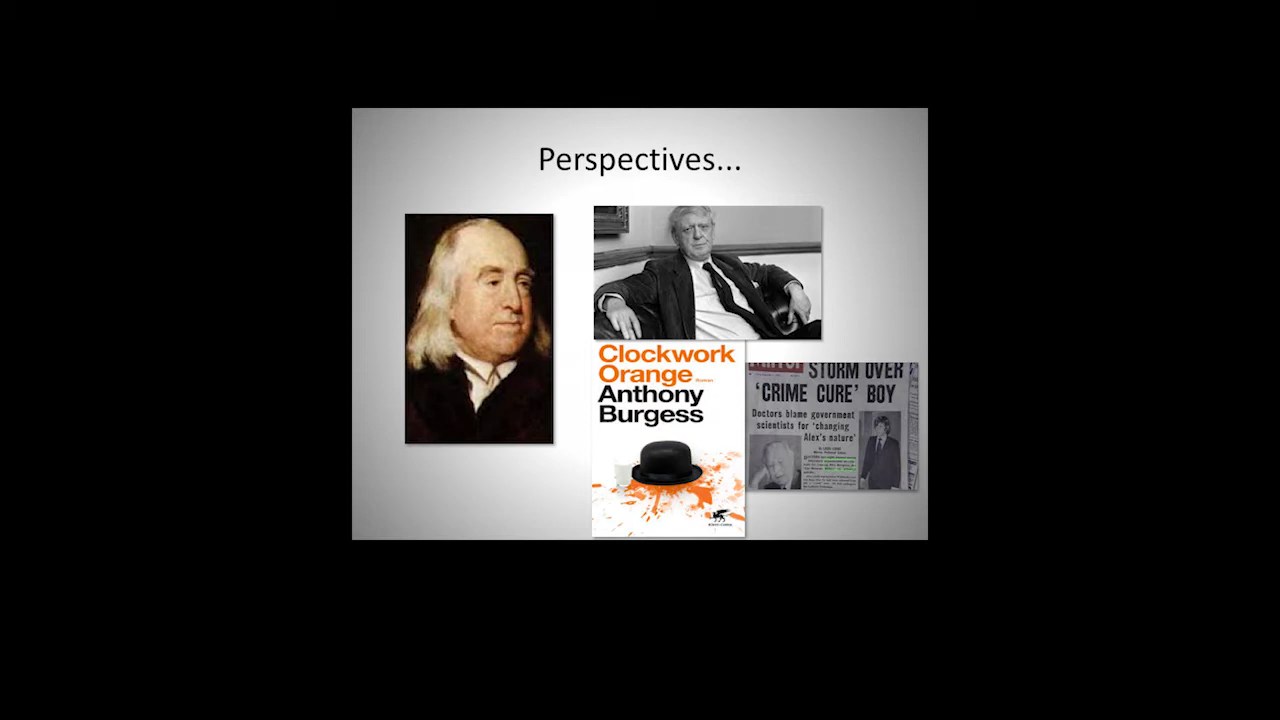 Perspectives...
Clockwork
Orange Roman
Anthony
Burgess
STORM OVER
‘CRIME CURE’ BOY
Doctors blame government
scientists for ‘changing
Alex's nature’